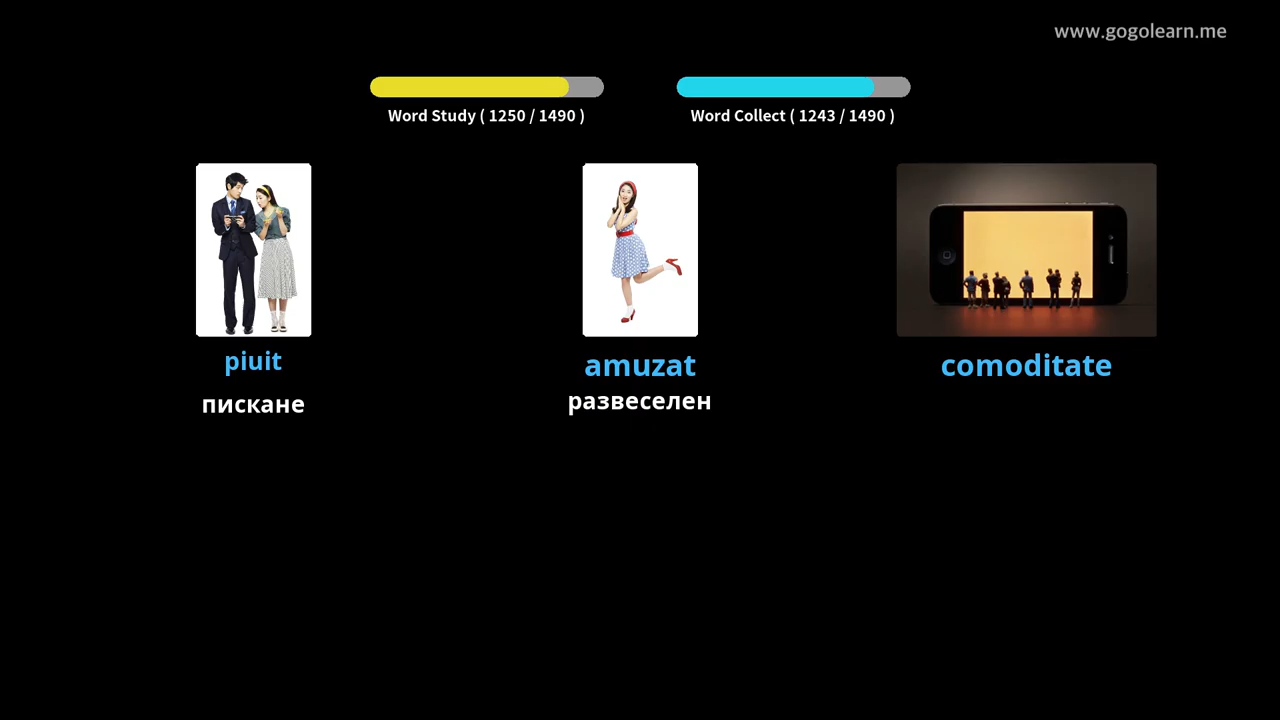 www.gogolearn.me
Word Study ( 1250 / 1490 )
Word Collect ( 1243 / 1490 )
piuit
amuzat
comoditate
пискане
развеселен